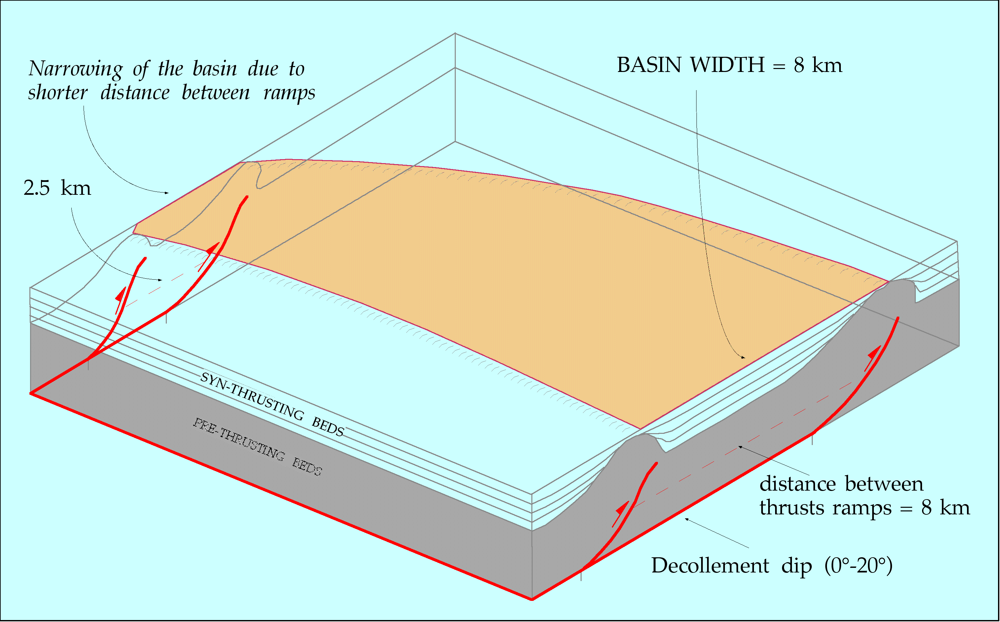 Narrowing of the basin due to
shorter distance between ramps
BASIN WIDTH = 8 km
2.5 km
SYN-THRUSTING BEDS
PRE-THRUSTING BEDS
distance between
thrusts ramps = 8 km
Decollement dip (0°-20°)